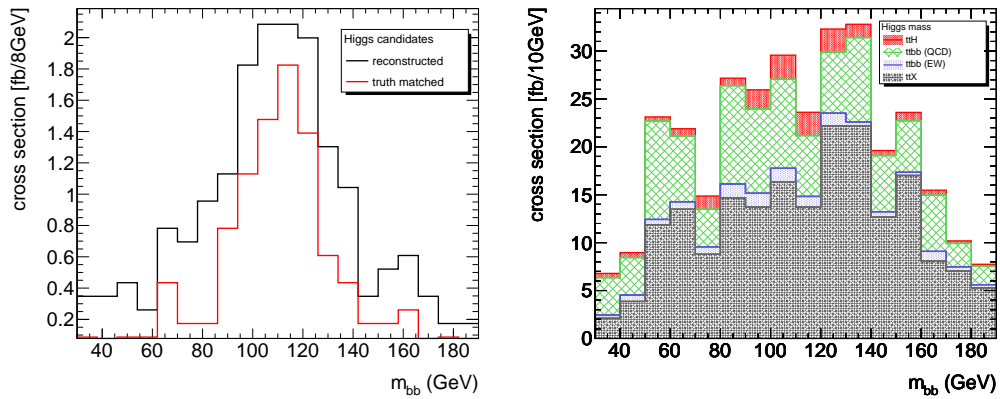 cross section [fb/8GeV]
2
1.8
1.6
1.4
1.2
1
0.8
0.6
0.4
0.2
40 60 80 100 120 140 160 180
m_bb (GeV)
Higgs candidates
reconstructed
truth matched
cross section [fb/10GeV]
30
25
20
15
10
5
0
40 60 80 100 120 140 160 180
m_bb (GeV)
Higgs mass
ttH
ttbb (QCD)
ttbb (EW)
ttX